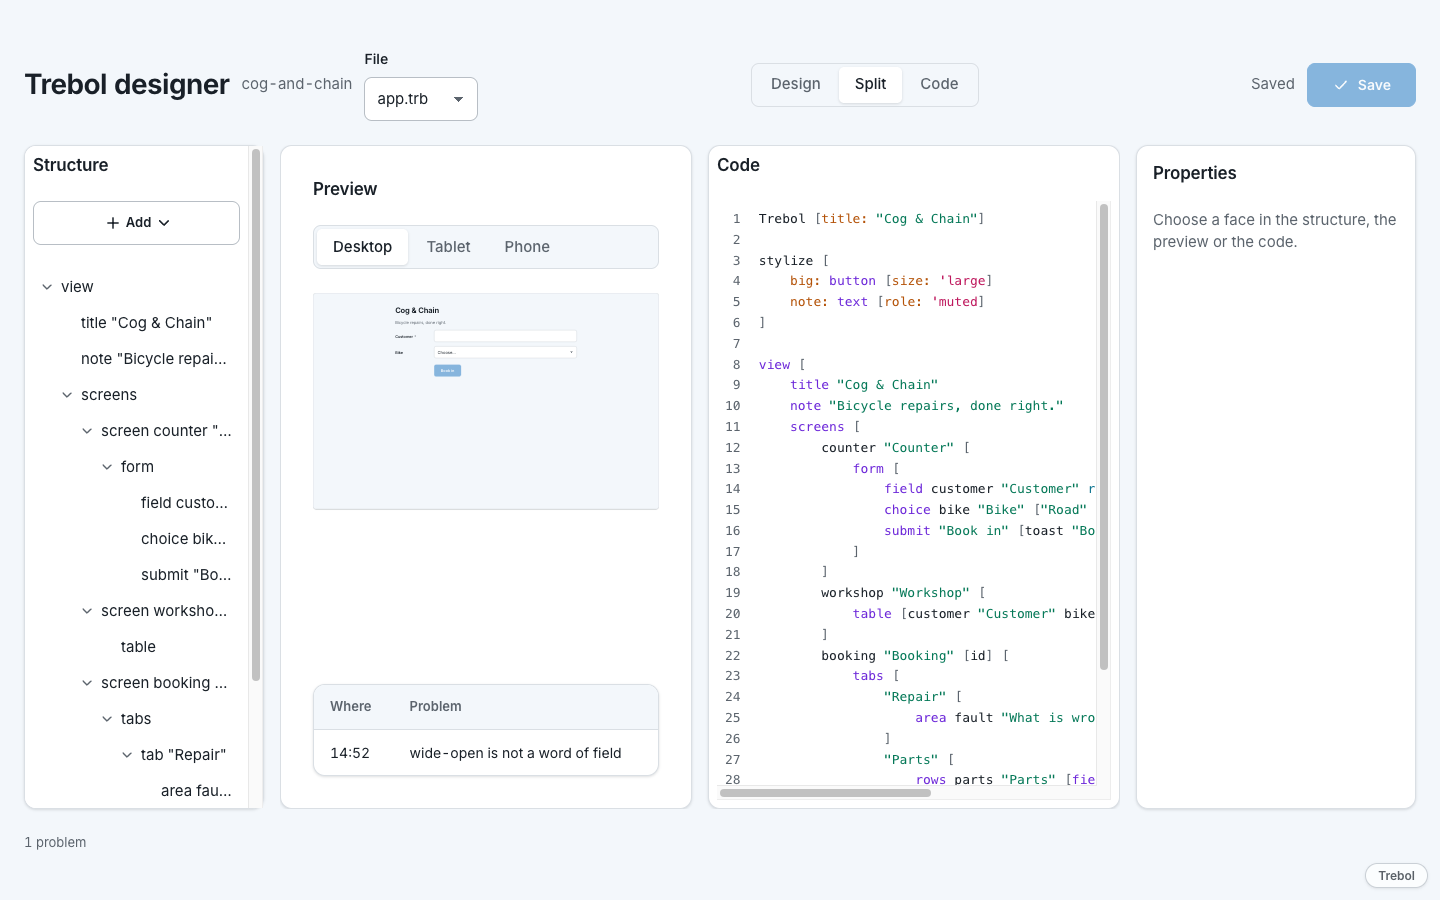 Trebol designer
cog-and-chain
File
app.trb
Design
Split
Code
Saved
Save
Structure
Add
view
title "Cog & Chain"
note "Bicycle repai...
screens
screen counter "...
form
field custo...
choice bik...
submit "Bo...
screen worksho...
table
screen booking ...
tabs
tab "Repair"
area fau...
Preview
Desktop
Tablet
Phone
Cog & Chain
Bicycle repairs, done right.
Customer *
Bike
Choose...
Book in
Where
Problem
14:52
wide-open is not a word of field
Code
1 Trebol [title: "Cog & Chain"]
2
3 stylize [
4 big: button [size: 'large]
5 note: text [role: 'muted]
6 ]
7
8 view [
9 title "Cog & Chain"
10 note "Bicycle repairs, done right."
11 screens [
12 counter "Counter" [
13 form [
14 field customer "Customer" r
15 choice bike "Bike" ["Road"
16 submit "Book in" [toast "Bo
17 ]
18 ]
19 workshop "Workshop" [
20 table [customer "Customer" bike
21 ]
22 booking "Booking" [id] [
23 tabs [
24 "Repair" [
25 area fault "What is wro
26 ]
27 "Parts" [
28 rows parts "Parts" [fie
Properties
Choose a face in the structure, the
preview or the code.
1 problem
Trebol